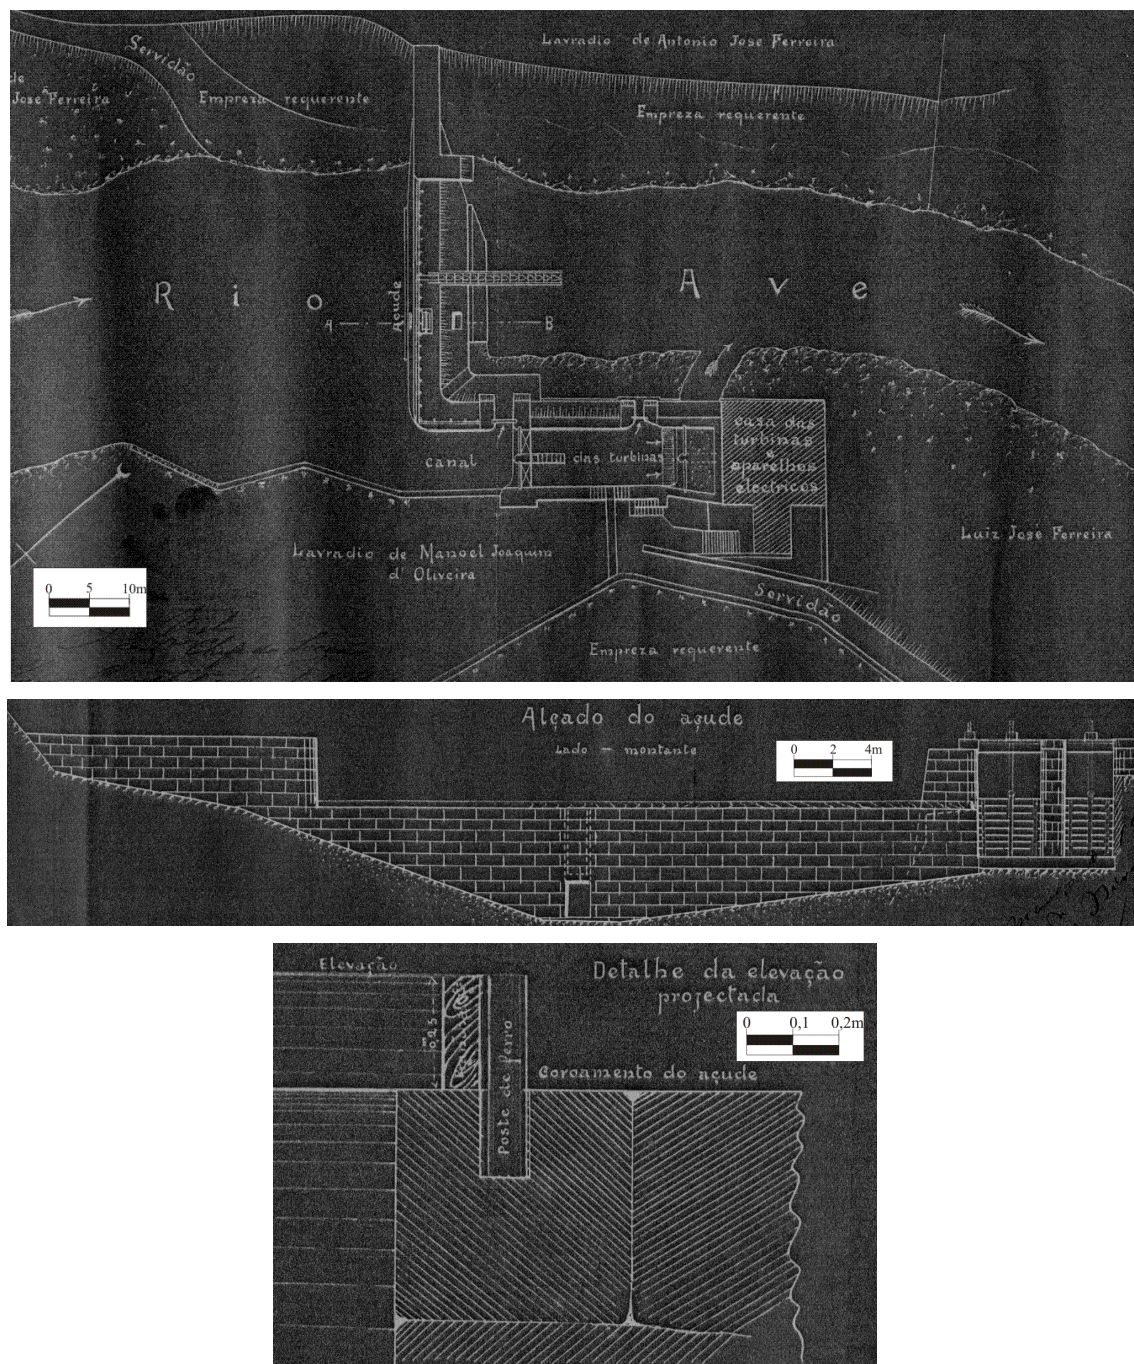 Lavradio de Antonio José Ferreira
Servidão
de
José Ferreira
Empreza requerente
Empreza requerente
Rio Ave
Açude
A B
casa das
turbinas
e
aparelhos
electricos
canal das turbinas
Lavradio de Manoel Joaquim
d'Oliveira
Luiz José Ferreira
0 5 10m
Servidão
Empreza requerente
Alçado do açude
Lado - montante
0 2 4m
Elevação
Detalhe da elevação
projectada
0 0,1 0,2m
0,25
Poste de ferro
Coroamento do açude